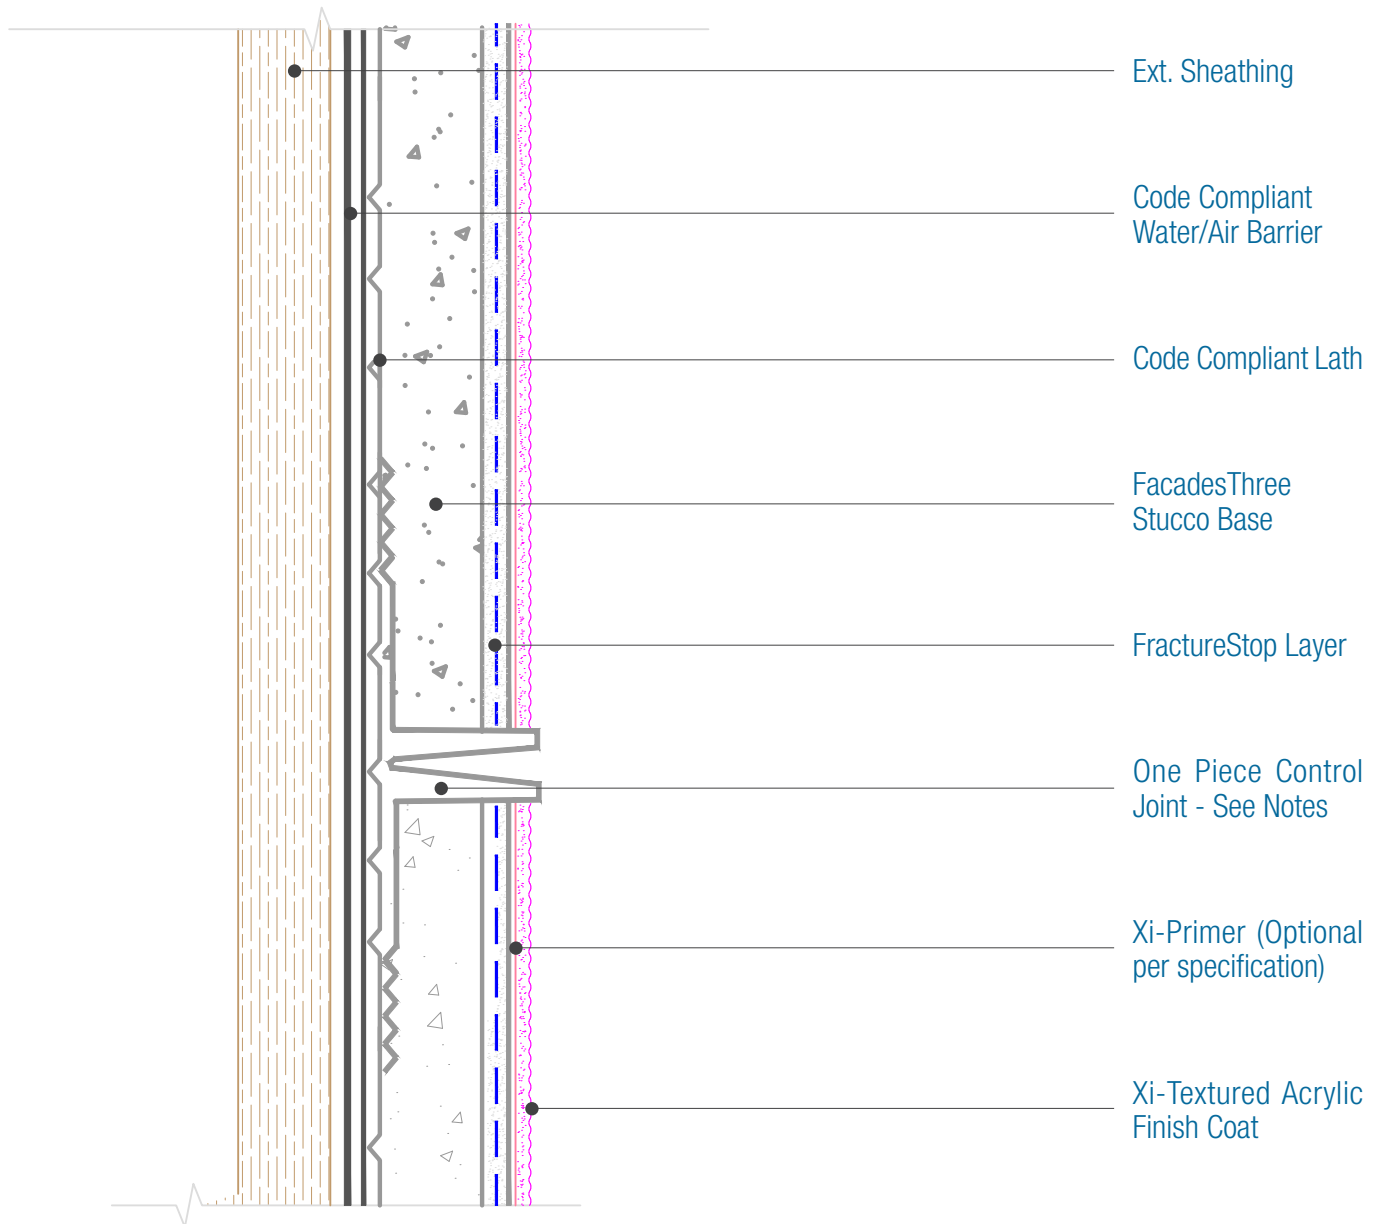 Ext. Sheathing
Code Compliant
Water/Air Barrier
Code Compliant Lath
FacadesThree
Stucco Base
FractureStop Layer
One Piece Control
Joint - See Notes
Xi-Primer (Optional
per specification)
Xi-Textured Acrylic
Finish Coat